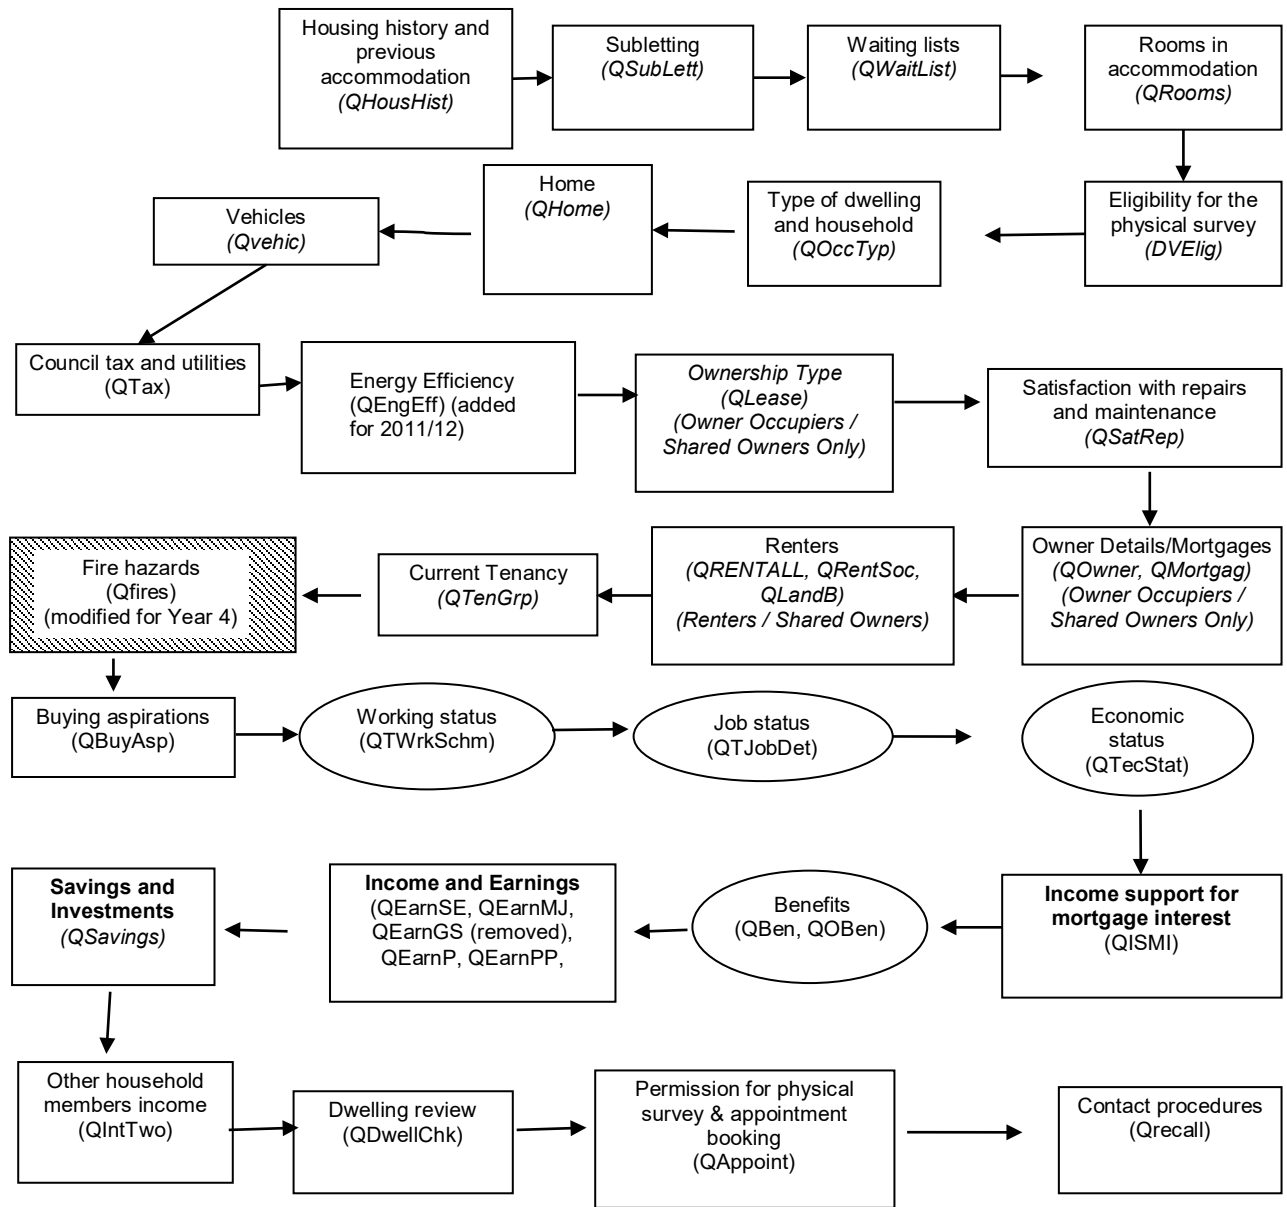 Housing history and
previous
accommodation
(QHousHist)
Subletting
(QSubLett)
Waiting lists
(QWaitList)
Rooms in
accommodation
(QRooms)
Eligibility for the
physical survey
(DVElig)
Type of dwelling
and household
(QOccTyp)
Home
(QHome)
Vehicles
(Qvehic)
Council tax and utilities
(QTax)
Energy Efficiency
(QEngEff) (added
for 2011/12)
Ownership Type
(QLease)
(Owner Occupiers /
Shared Owners Only)
Satisfaction with repairs
and maintenance
(QSatRep)
Owner Details/Mortgages
(QOwner, QMortgag)
(Owner Occupiers /
Shared Owners Only)
Renters
(QRENTALL, QRentSoc,
QLandB)
(Renters / Shared Owners)
Current Tenancy
(QTenGrp)
Fire hazards
(Qfires)
(modified for Year 4)
Buying aspirations
(QBuyAsp)
Working status
(QTWrkSchm)
Job status
(QTJobDet)
Economic
status
(QTecStat)
Income support for
mortgage interest
(QISMI)
Benefits
(QBen, QOBen)
Income and Earnings
(QEarnSE, QEarnMJ,
QEarnGS (removed),
QEarnP, QEarnPP,
Savings and
Investments
(QSavings)
Other household
members income
(QIntTwo)
Dwelling review
(QDwellChk)
Permission for physical
survey & appointment
booking
(QAppoint)
Contact procedures
(Qrecall)